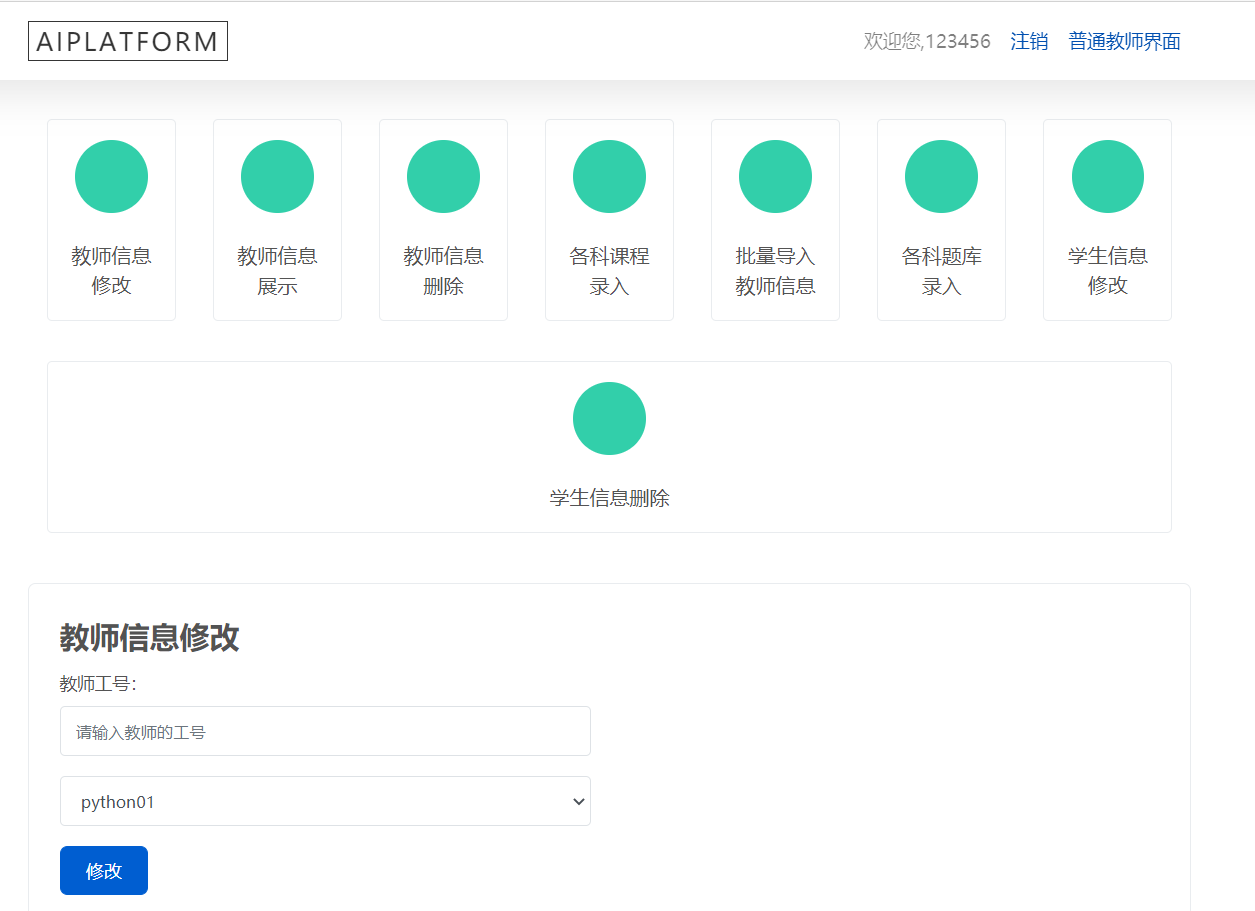 AIPLATFORM
欢迎您,123456 注销 普通教师界面
教师信息
修改
教师信息
展示
教师信息
删除
各科课程
录入
批量导入
教师信息
各科题库
录入
学生信息
修改
学生信息删除
教师信息修改
教师工号：
请输入教师的工号
python01
修改